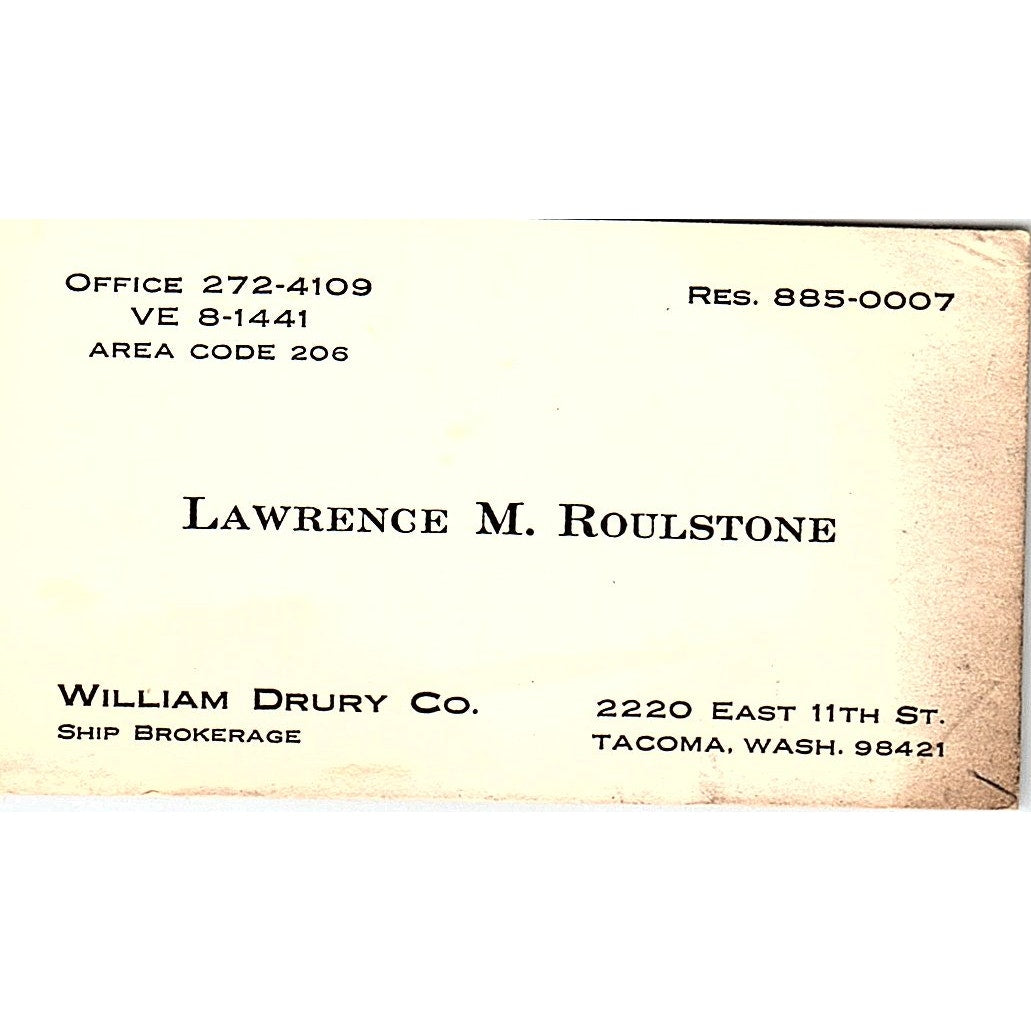 OFFICE 272-4109
VE 8-1441
AREA CODE 206
RES. 885-0007
LAWRENCE M. ROULSTONE
WILLIAM DRURY CO.
SHIP BROKERAGE
2220 EAST 11TH ST.
TACOMA, WASH. 98421